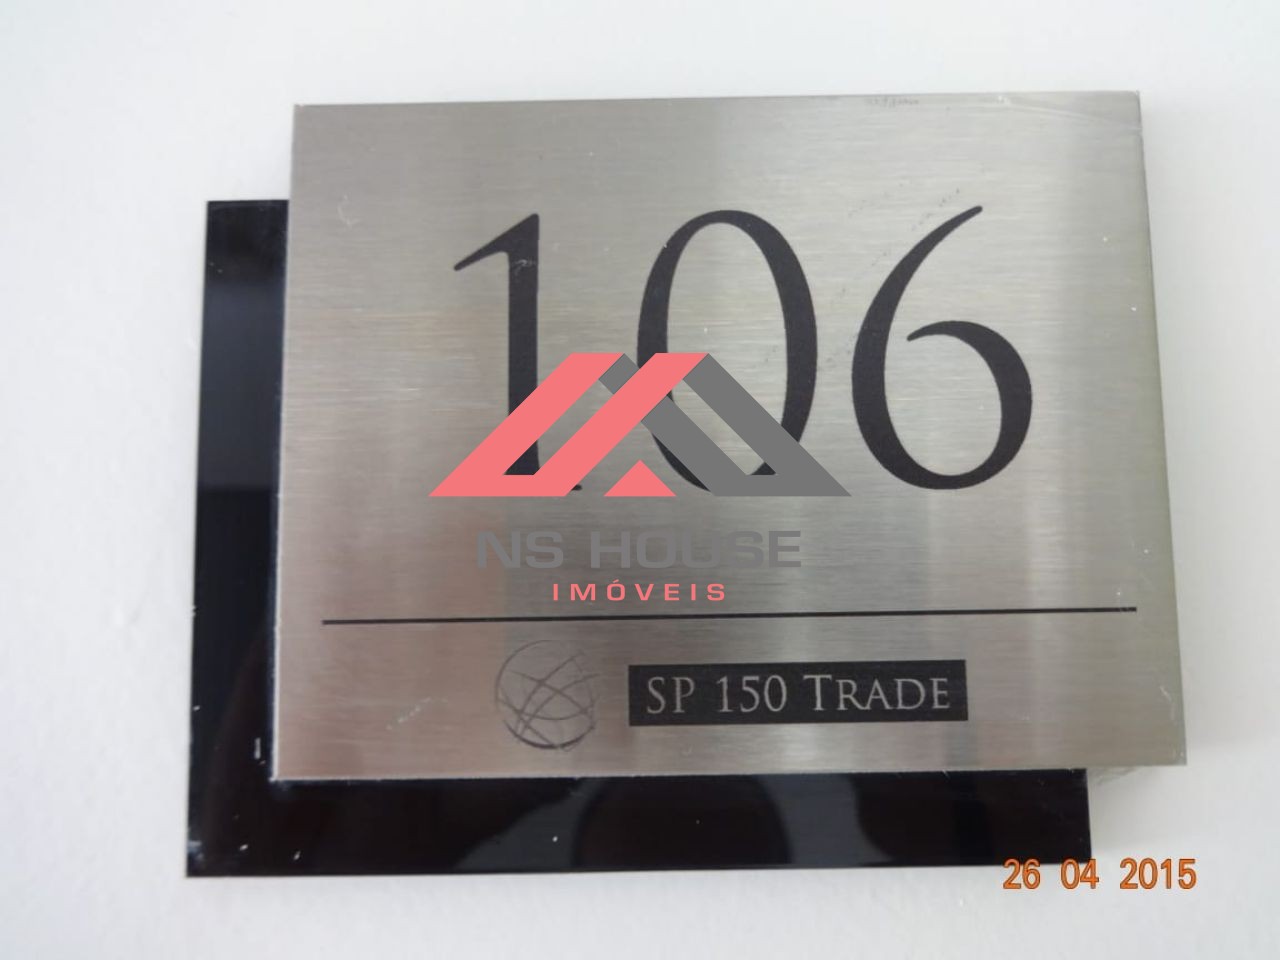 106
NS HOUSE
IMÓVEIS
SP 150 TRADE
26 04 2015